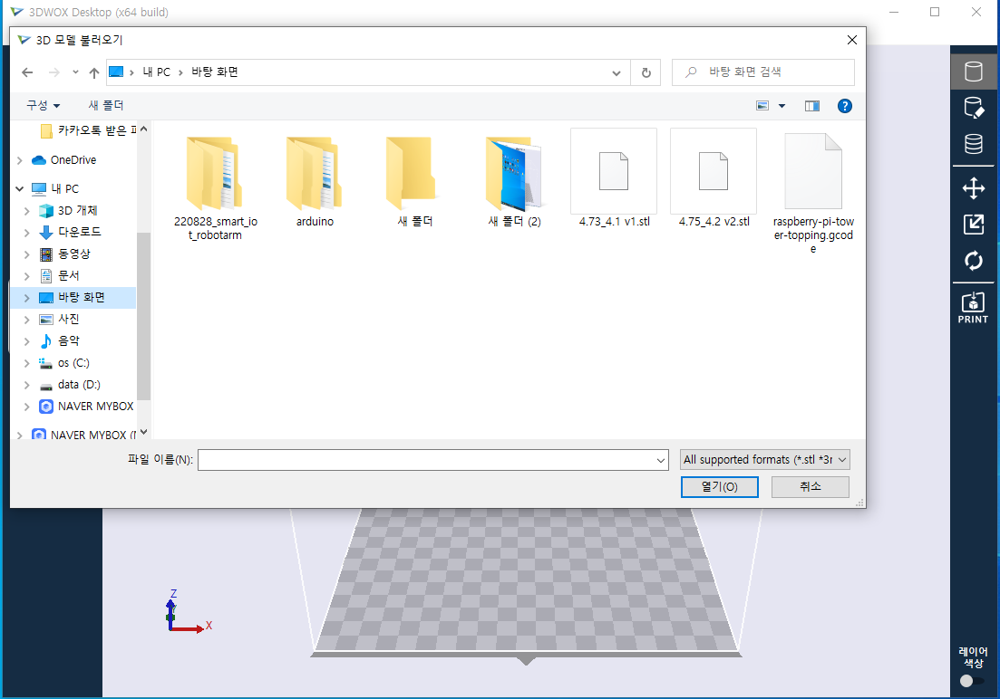 3DWOX Desktop (x64 build)
3D 모델 불러오기
내 PC
바탕 화면
바탕 화면 검색
구성
새 폴더
카카오톡 받은 파
OneDrive
내 PC
3D 개체
다운로드
동영상
문서
바탕 화면
사진
음악
os (C:)
data (D:)
NAVER MYBOX
NAVER MYBOX (N
220828_smart_io
t_robotarm
arduino
새 폴더
새 폴더 (2)
4.73_4.1 v1.stl
4.75_4.2 v2.stl
raspberry-pi-tow
er-topping.gcod
e
파일 이름(N):
All supported formats (*.stl *3r
열기(O)
취소
PRINT
Z
Y
X
레이어
색상